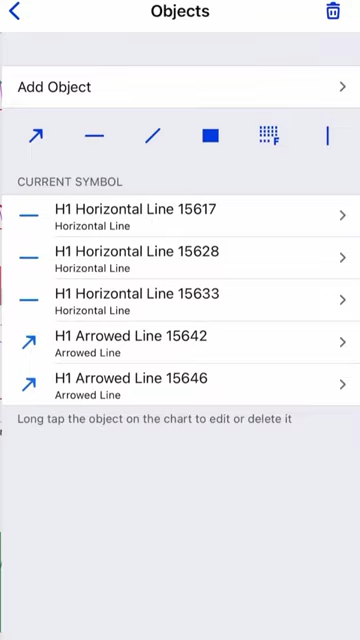 Objects
Add Object
F
CURRENT SYMBOL
H1 Horizontal Line 15617
Horizontal Line
H1 Horizontal Line 15628
Horizontal Line
H1 Horizontal Line 15633
Horizontal Line
H1 Arrowed Line 15642
Arrowed Line
H1 Arrowed Line 15646
Arrowed Line
Long tap the object on the chart to edit or delete it